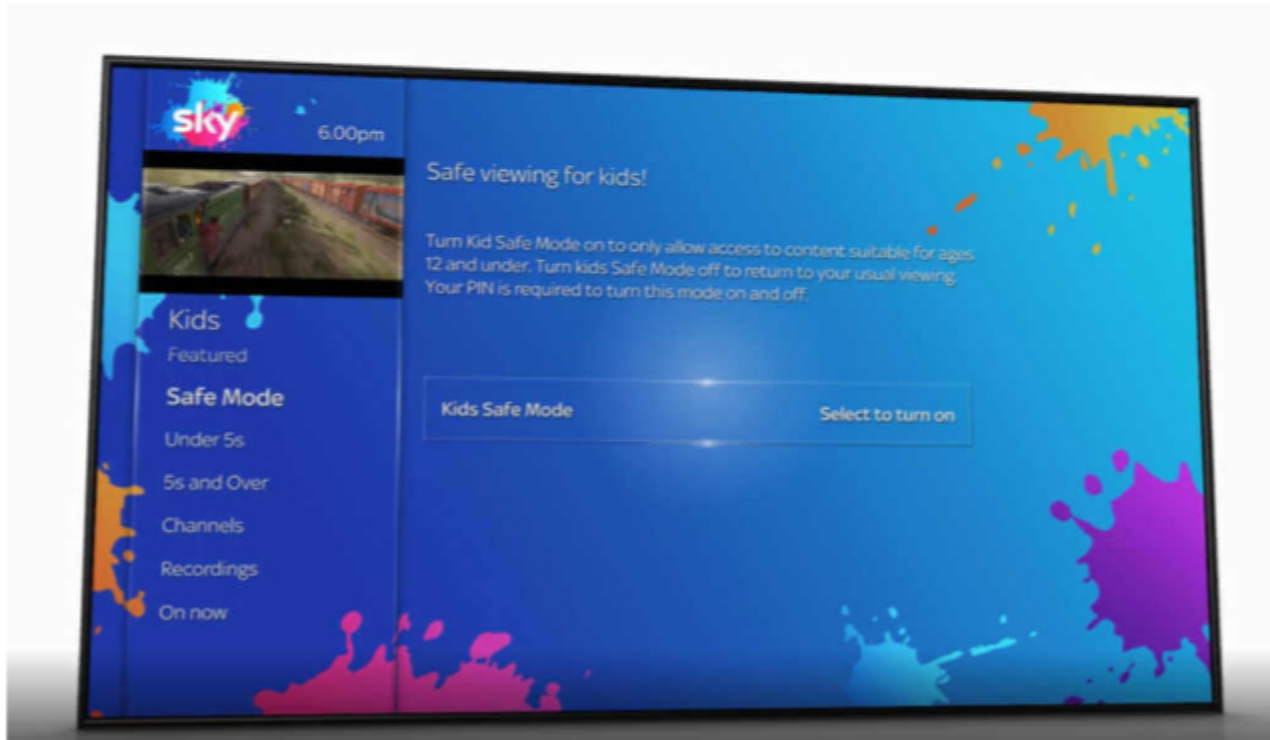 sky
6.00pm
Safe viewing for kids!
Turn Kid Safe Mode on to only allow access to content suitable for ages
12 and under. Turn kids Safe Mode off to return to your usual viewing.
Your PIN is required to turn this mode on and off.
Kids
Featured
Safe Mode
Under 5s
5s and Over
Channels
Recordings
On now
Kids Safe Mode
Select to turn on